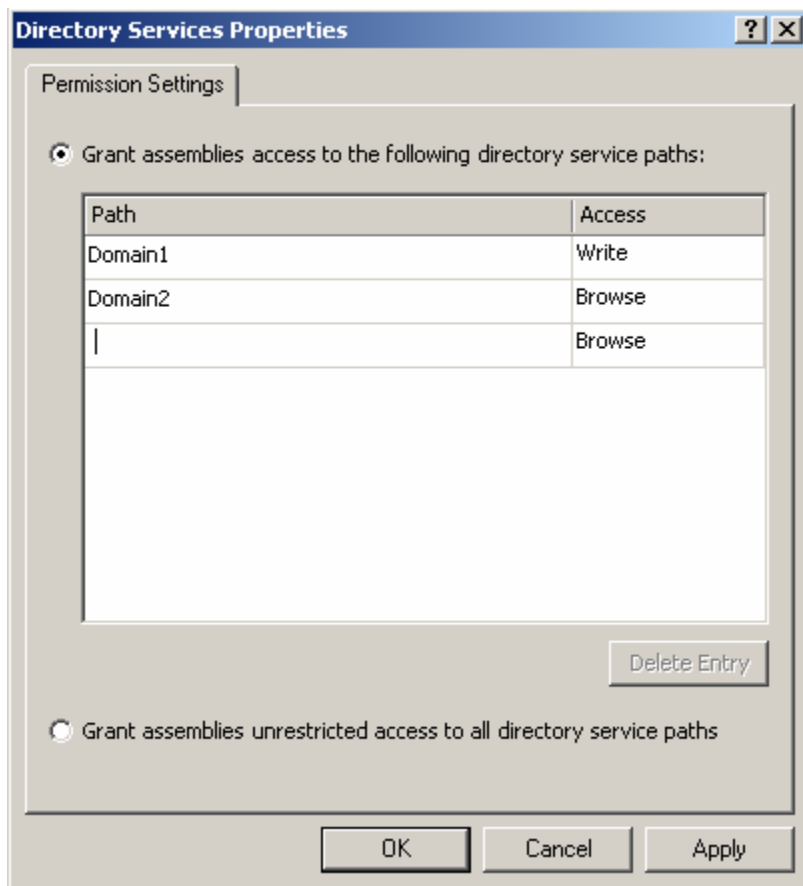 Directory Services Properties
Permission Settings
Grant assemblies access to the following directory service paths:
Path Access
Domain1 Write
Domain2 Browse
Browse
Delete Entry
Grant assemblies unrestricted access to all directory service paths
OK Cancel Apply